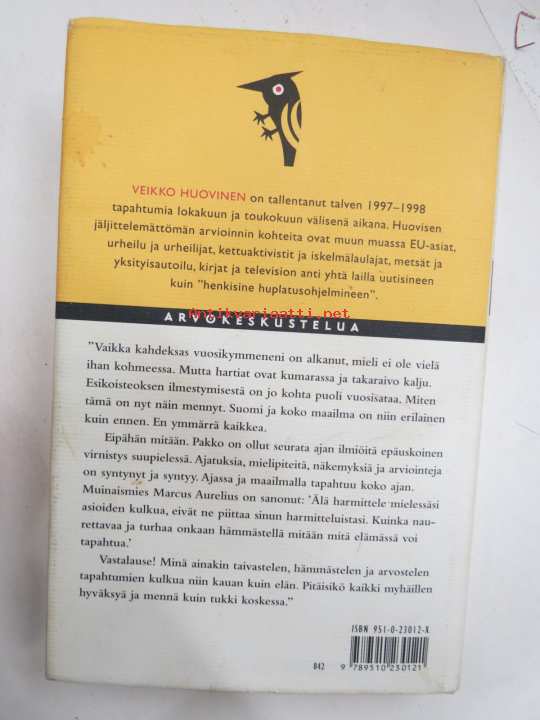 VEIKKO HUOVINEN on tallentanut talven 1997–1998
tapahtumia lokakuun ja toukokuun välisenä aikana. Huovisen
jäljittelemättömän arvioinnin kohteita ovat muun muassa EU-asiat,
urheilu ja urheilijat, kettuaktivistit ja iskelmälaulajat, metsät ja
yksityisautoilu, kirjat ja television anti yhtä lailla uutisineen
kuin ”henkisine huplatusohjelmineen”.
Antikvariaatti.net
ARVOKESKUSTELUA
”Vaikka kahdeksas vuosikymmeneni on alkanut, mieli ei ole vielä
ihan kohmeessa. Mutta hartiat ovat kumarassa ja takaraivo kalju.
Esikoisteoksen ilmestymisestä on jo kohta puoli vuosisataa. Miten
tämä on nyt näin mennyt. Suomi ja koko maailma on niin erilainen
kuin ennen. En ymmärrä kaikkea.
Eipähän mitään. Pakko on ollut seurata ajan ilmiöitä epäuskoinen
virnistys suupielessä. Ajatuksia, mielipiteitä, näkemyksiä ja arviointeja
on syntynyt ja syntyy. Ajassa ja maailmalla tapahtuu koko ajan.
Muinaismies Marcus Aurelius on sanonut: ’Älä harmittele mielessäsi
asioiden kulkua, eivät ne piittaa sinun harmitteluistasi. Kuinka nau-
rettavaa ja turhaa onkaan hämmästellä mitään mitä elämässä voi
tapahtua.’
Vastalause! Minä ainakin taivastelen, hämmästelen ja arvostelen
tapahtumien kulkua niin kauan kuin elän. Pitäisikö kaikki myhäillen
hyväksyä ja mennä kuin tukki koskessa.”
ISBN 951-0-23012-X
842 9 789510 230121